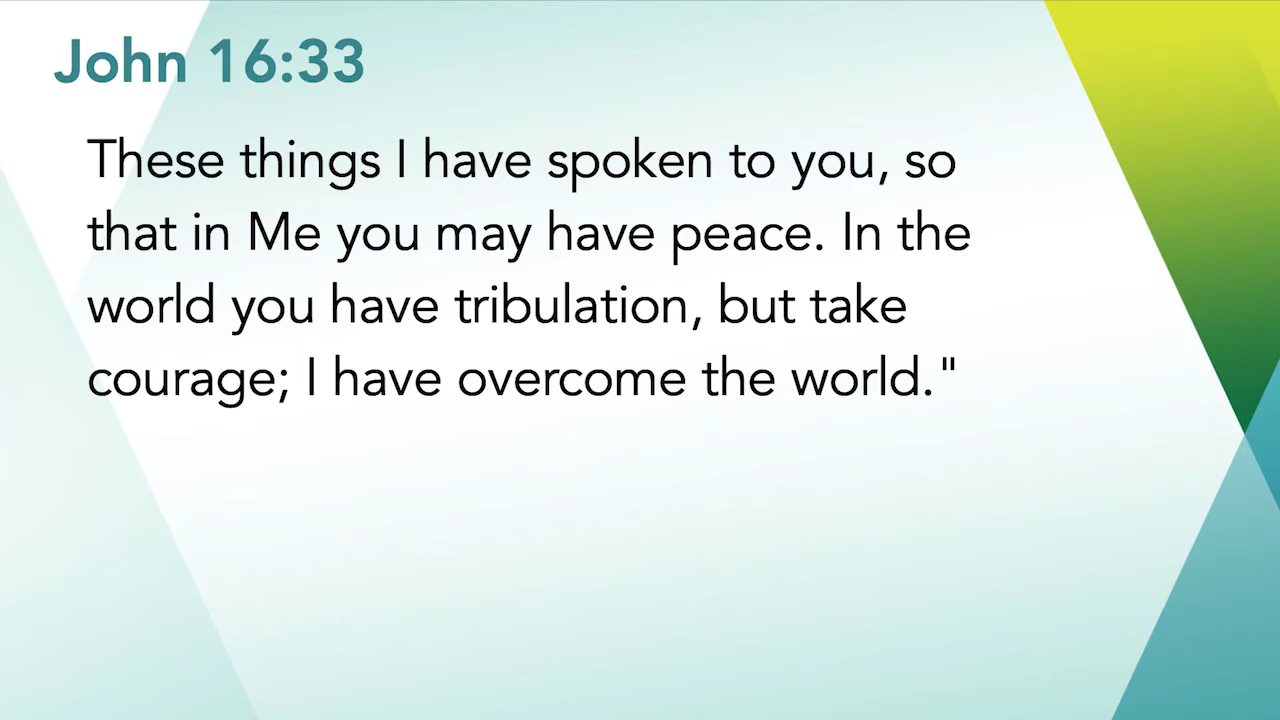 John 16:33
These things I have spoken to you, so
that in Me you may have peace. In the
world you have tribulation, but take
courage; I have overcome the world."